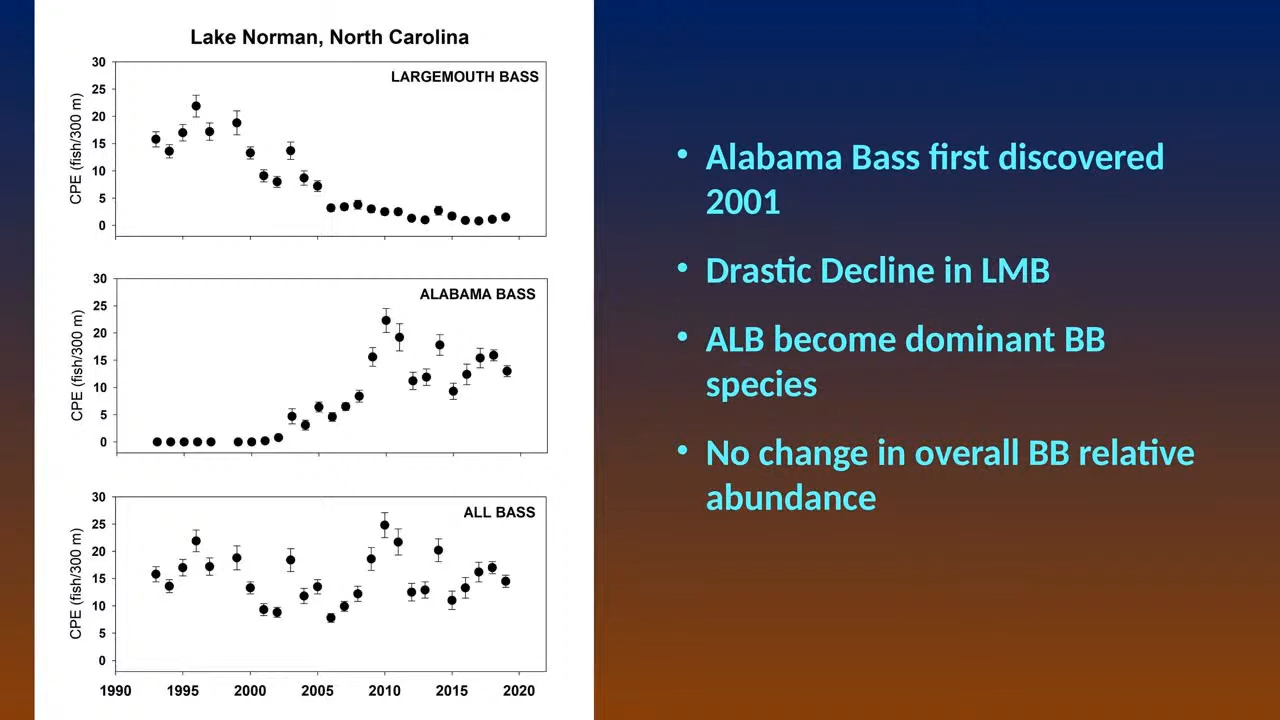 Lake Norman, North Carolina
30
25
20
15
10
5
0
CPE (fish/300 m)
LARGEMOUTH BASS
30
25
20
15
10
5
0
CPE (fish/300 m)
ALABAMA BASS
30
25
20
15
10
5
0
CPE (fish/300 m)
ALL BASS
1990 1995 2000 2005 2010 2015 2020
• Alabama Bass first discovered
2001
• Drastic Decline in LMB
• ALB become dominant BB
species
• No change in overall BB relative
abundance